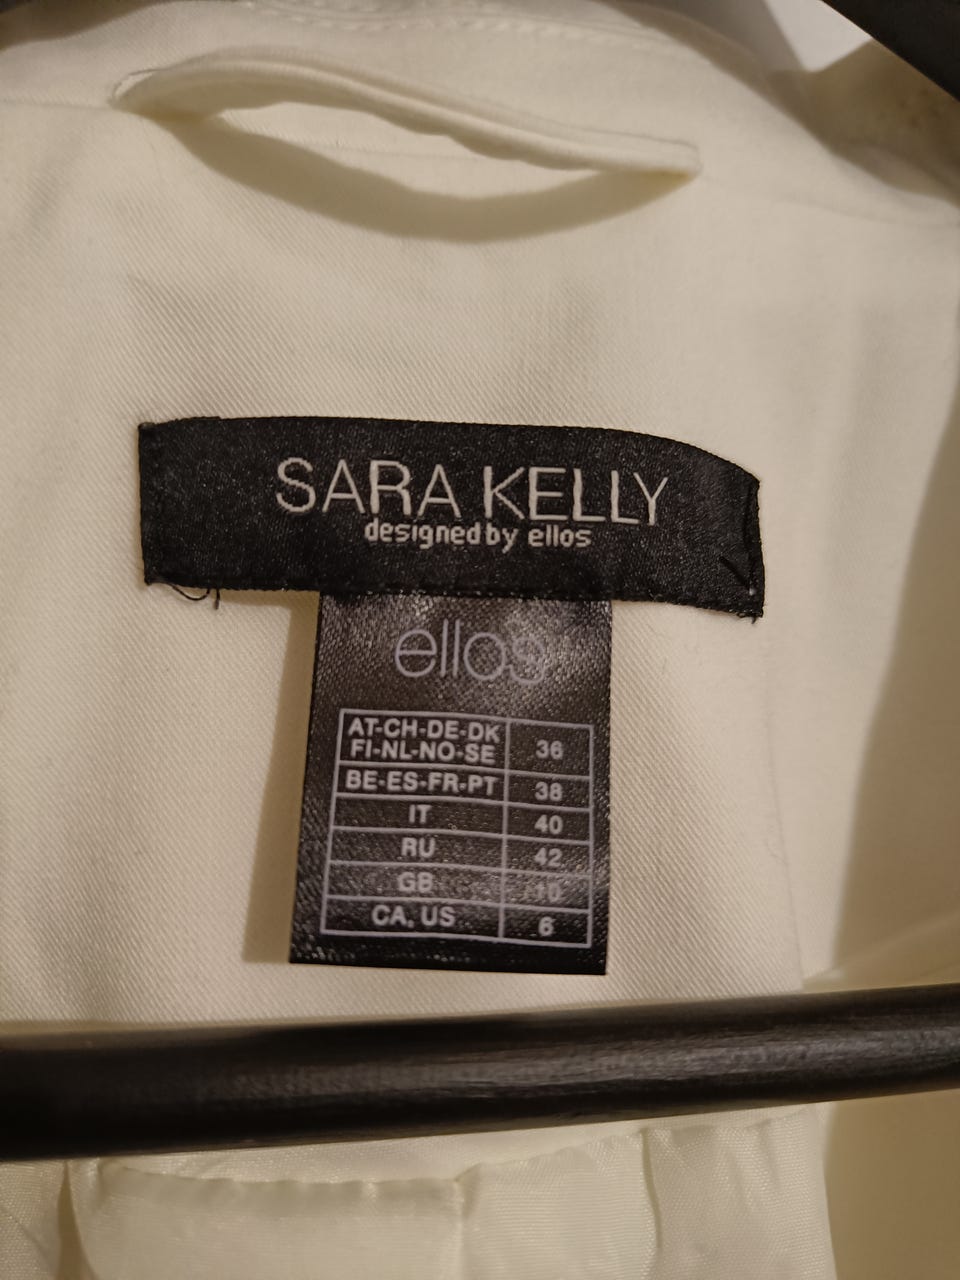 SARA KELLY
designed by ellos
ellos
AT-CH-DE-DK
FI-NL-NO-SE 36
BE-ES-FR-PT 38
IT 40
RU 42
GB 10
CA, US 6